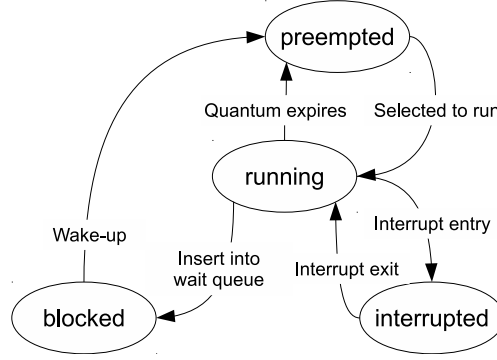 preempted
Quantum expires
Selected to run
running
Wake-up
Insert into
wait queue
Interrupt entry
Interrupt exit
blocked
interrupted